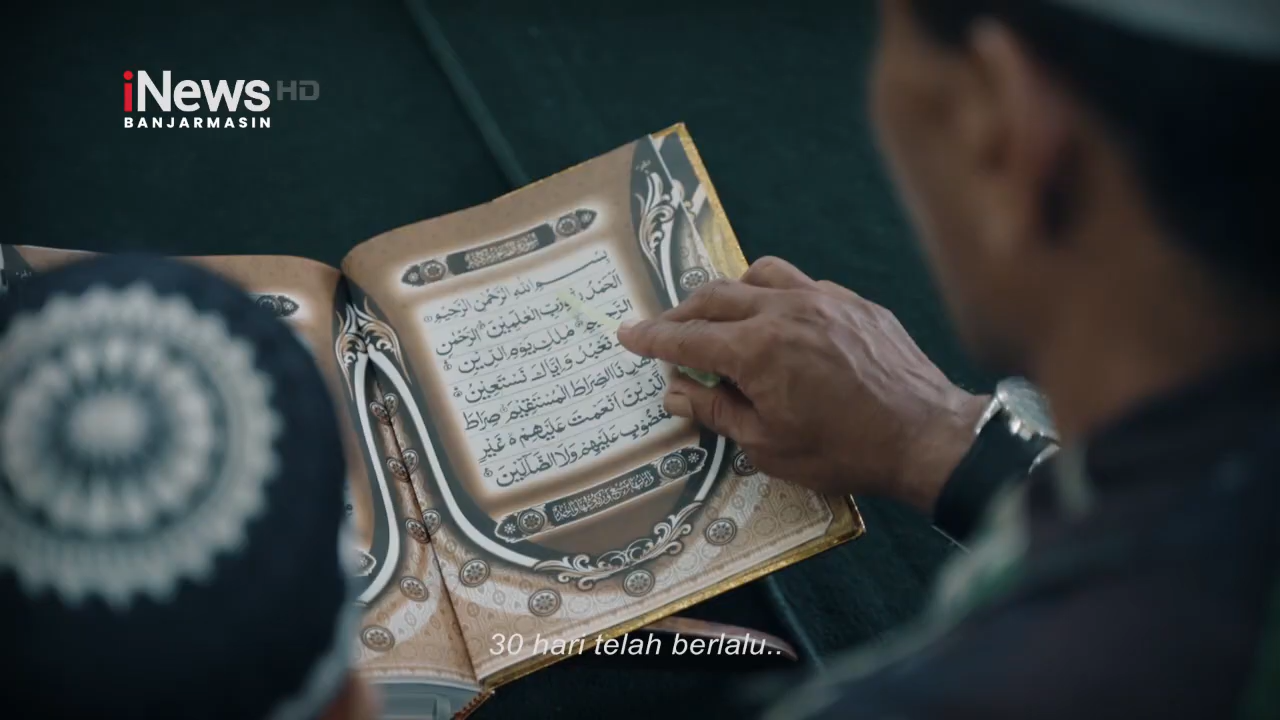 iNews HD
BANJARMASIN
بِسْمِ اللهِ الرَّحْمٰنِ الرَّحِيْمِ
الْحَمْدُ رَبِّ الْعٰلَمِيْنَ الرَّحْمٰنِ
مٰلِكِ يَوْمِ الدِّيْنِ
نَعْبُدُ وَاِيَّاكَ نَسْتَعِيْنُ
الصِّرَاطَ الْمُسْتَقِيْمَ صِرَاطَ
الَّذِيْنَ اَنْعَمْتَ عَلَيْهِمْ غَيْرِ
عَلَيْهِمْ وَلَا الضَّالِّيْنَ
30 hari telah berlalu..